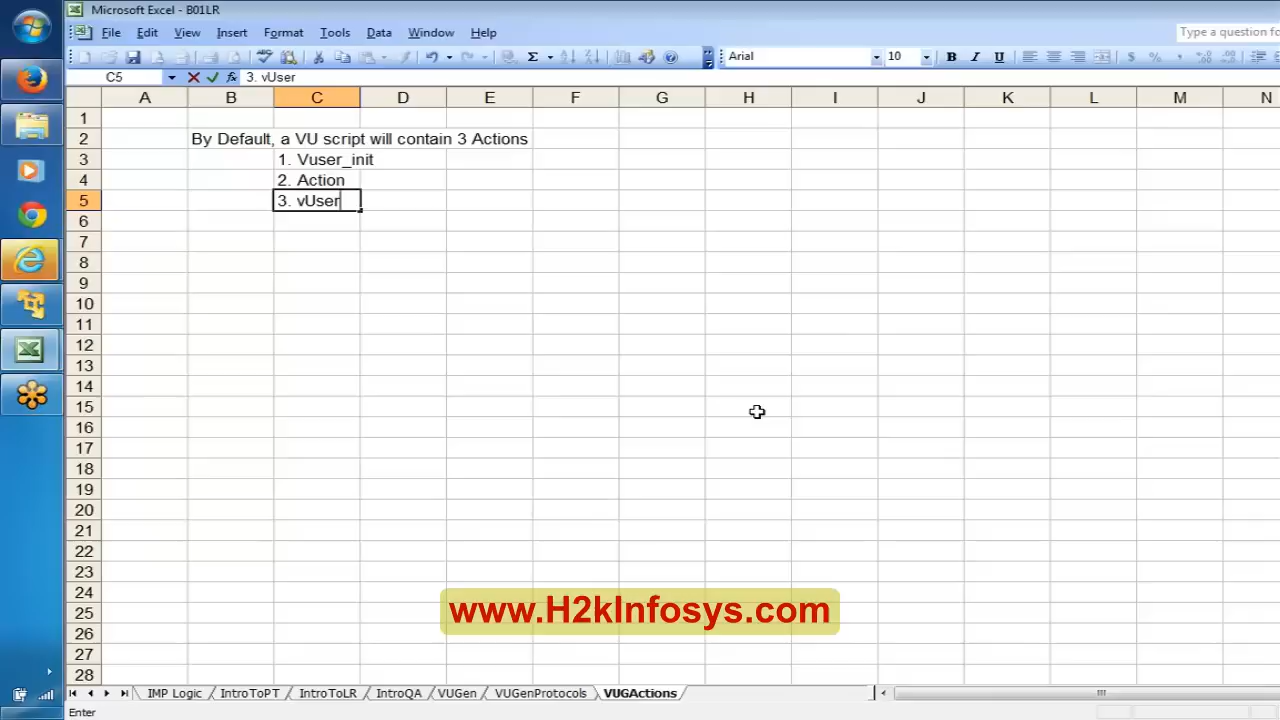 Microsoft Excel - B01LR
File Edit View Insert Format Tools Data Window Help
Type a question fo
Arial 10 B I U $ %
C5 fx 3. vUser
A B C D E F G H I J K L M N
1
2 By Default, a VU script will contain 3 Actions
3 1. Vuser_init
4 2. Action
5 3. vUser
6
7
8
9
10
11
12
13
14
15
16
17
18
19
20
21
22
23
24
www.H2kInfosys.com
25
26
27
28
IMP Logic IntroToPT IntroToLR IntroQA VUGen VUGenProtocols VUGActions
Enter